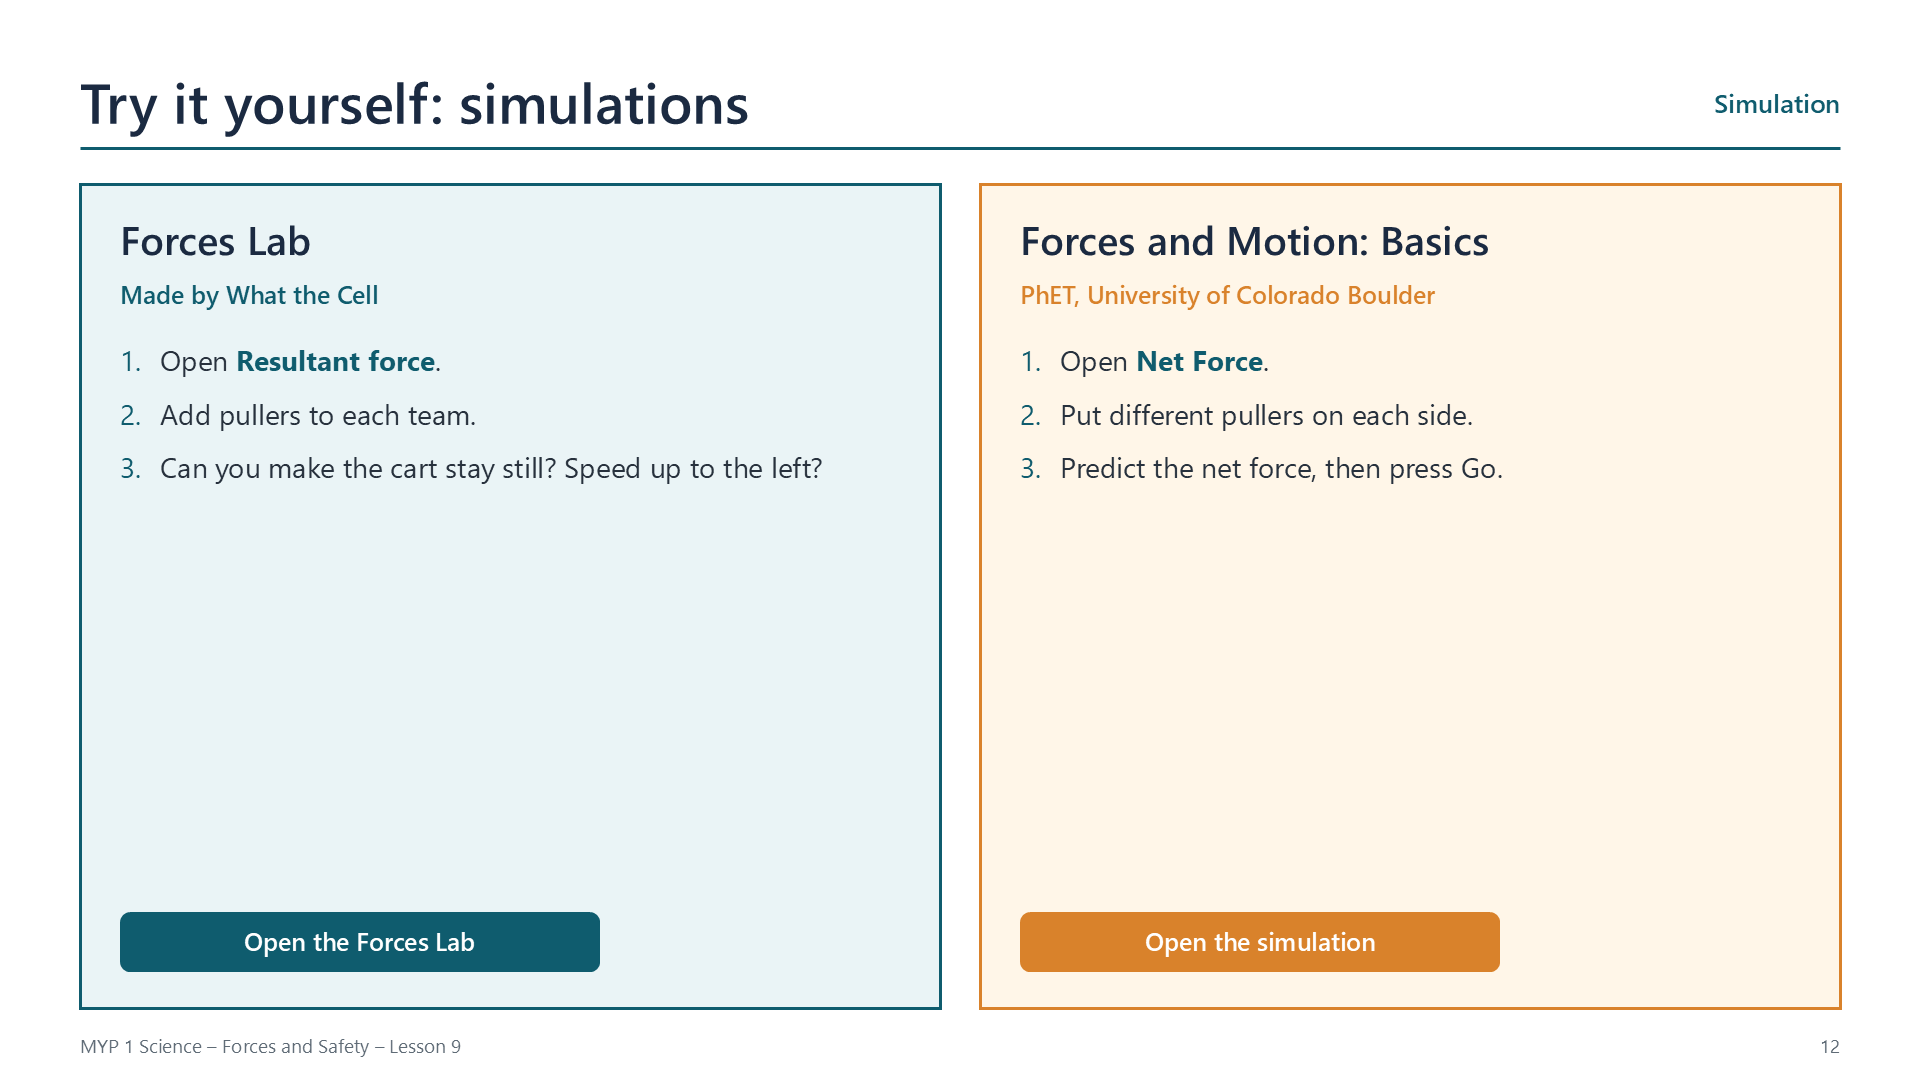 Try it yourself: simulations
Simulation
Forces Lab
Made by What the Cell
1. Open Resultant force.
2. Add pullers to each team.
3. Can you make the cart stay still? Speed up to the left?
Open the Forces Lab
Forces and Motion: Basics
PhET, University of Colorado Boulder
1. Open Net Force.
2. Put different pullers on each side.
3. Predict the net force, then press Go.
Open the simulation
MYP 1 Science – Forces and Safety – Lesson 9
12